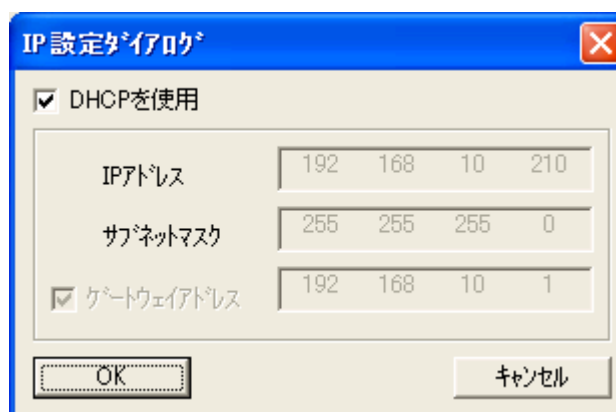 IP 設定ﾀﾞｲｱﾛｸﾞ
DHCPを使用
IPｱﾄﾞﾚｽ 192 168 10 210
ｻﾌﾞﾈｯﾄﾏｽｸ 255 255 255 0
ｹﾞｰﾄｳｪｲｱﾄﾞﾚｽ 192 168 10 1
OK ｷｬﾝｾﾙ